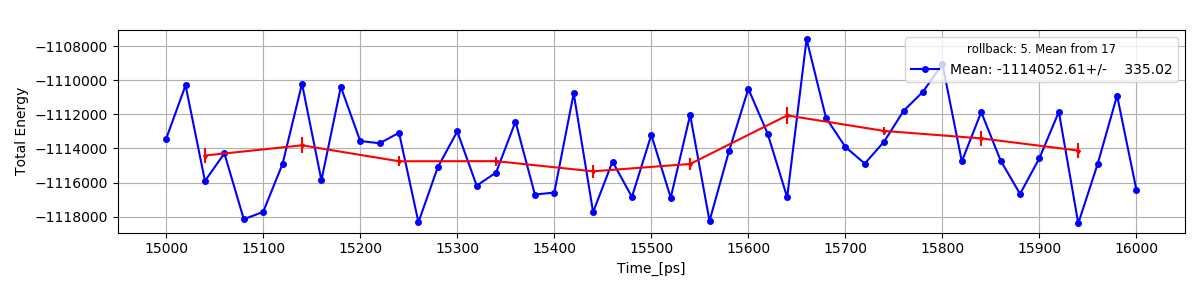 rollback: 5. Mean from 17
Mean: -1114052.61+/-    335.02
Total Energy
−1108000
−1110000
−1112000
−1114000
−1116000
−1118000
15000 15100 15200 15300 15400 15500 15600 15700 15800 15900 16000
Time_[ps]